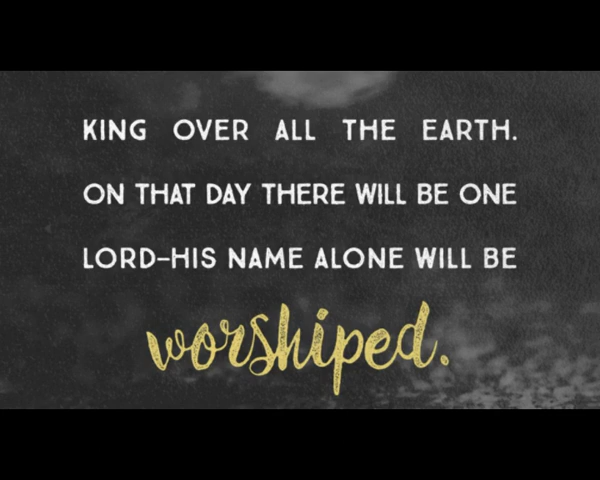 KING OVER ALL THE EARTH.
ON THAT DAY THERE WILL BE ONE
LORD–HIS NAME ALONE WILL BE
worshiped.